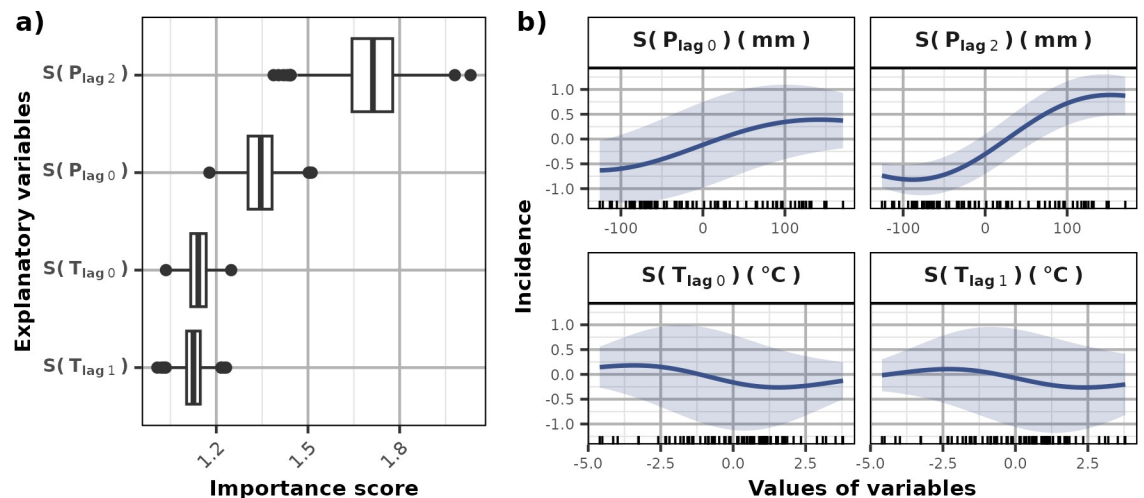 a)
Explanatory variables
S( P lag 2 )
S( P lag 0 )
S( T lag 0 )
S( T lag 1 )
1.2 1.5 1.8
Importance score
b)
Incidence
S( P lag 0 ) ( mm ) S( P lag 2 ) ( mm )
1.0
0.5
0.0
-0.5
-1.0
-100 0 100 -100 0 100
S( T lag 0 ) ( °C ) S( T lag 1 ) ( °C )
1.0
0.5
0.0
-0.5
-1.0
-5.0 -2.5 0.0 2.5 -5.0 -2.5 0.0 2.5
Values of variables